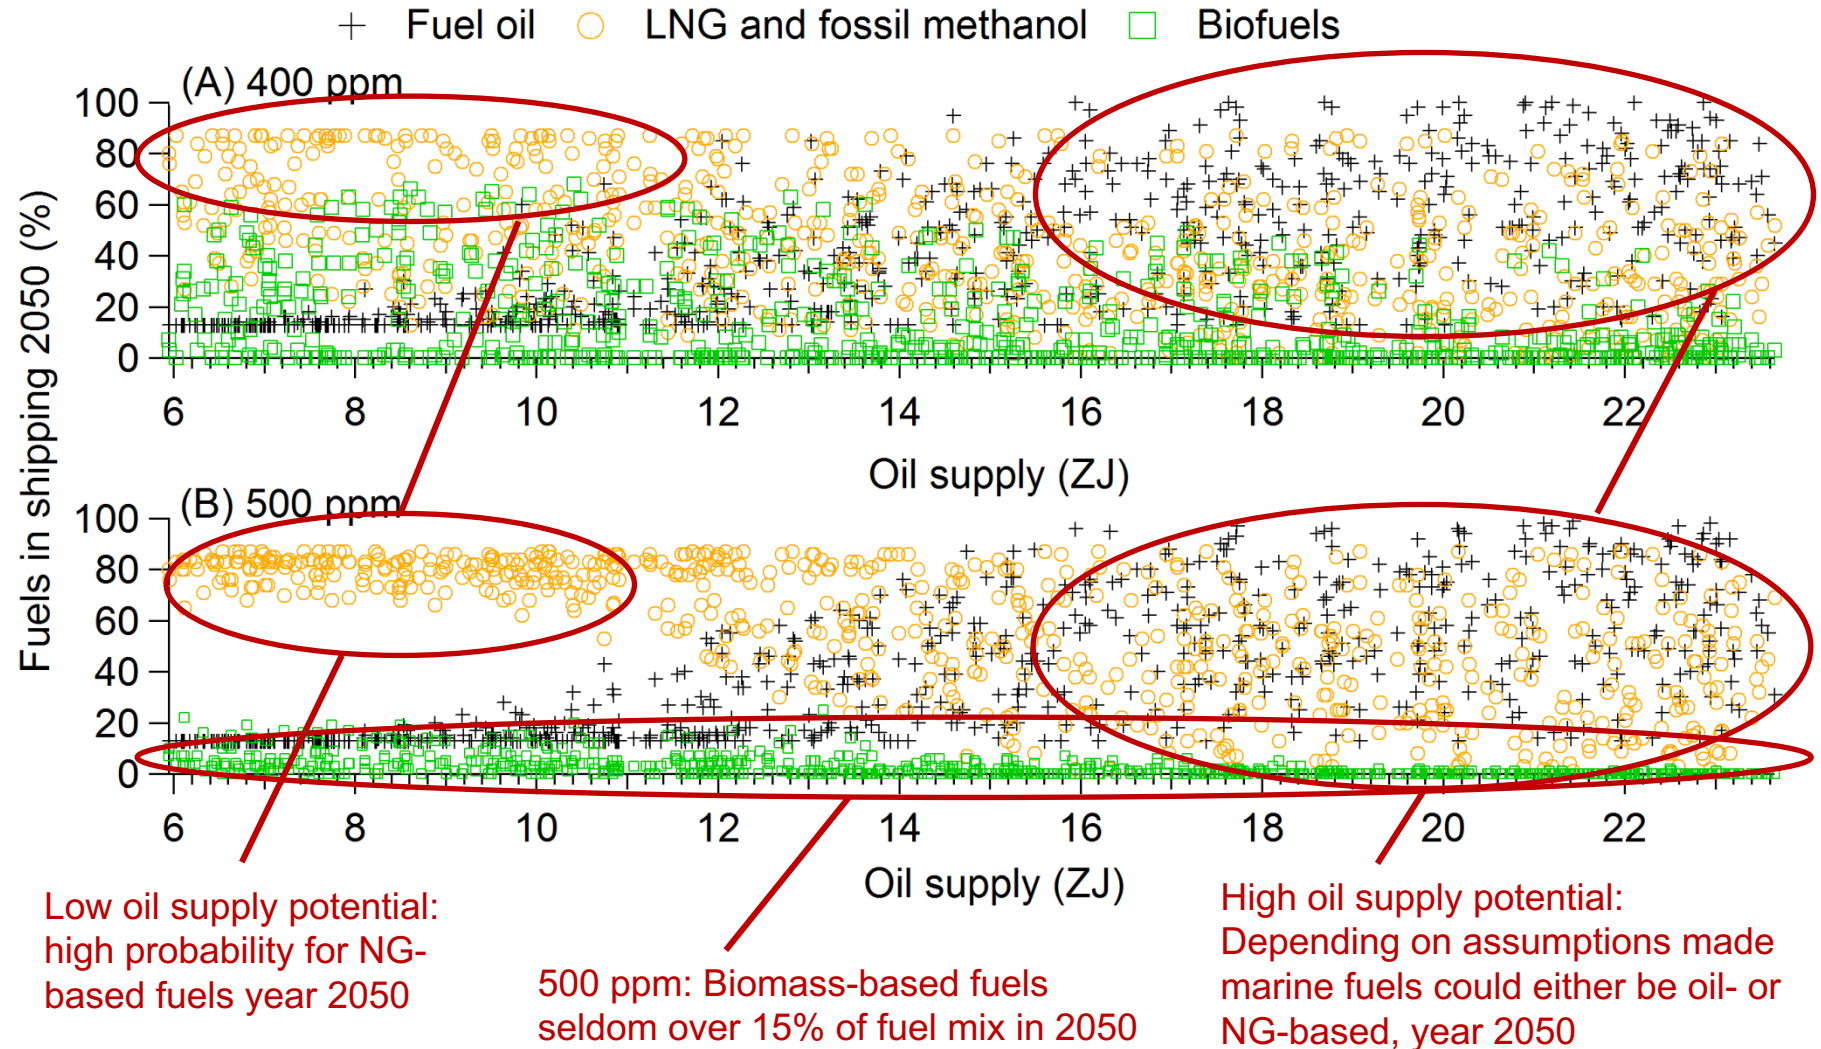 Fuel oil LNG and fossil methanol Biofuels
(A) 400 ppm
Fuels in shipping 2050 (%)
100
80
60
40
20
0
6 8 10 12 14 16 18 20 22
Oil supply (ZJ)
(B) 500 ppm
100
80
60
40
20
0
6 8 10 12 14 16 18 20 22
Oil supply (ZJ)
Low oil supply potential:
high probability for NG-
based fuels year 2050
500 ppm: Biomass-based fuels
seldom over 15% of fuel mix in 2050
High oil supply potential:
Depending on assumptions made
marine fuels could either be oil- or
NG-based, year 2050